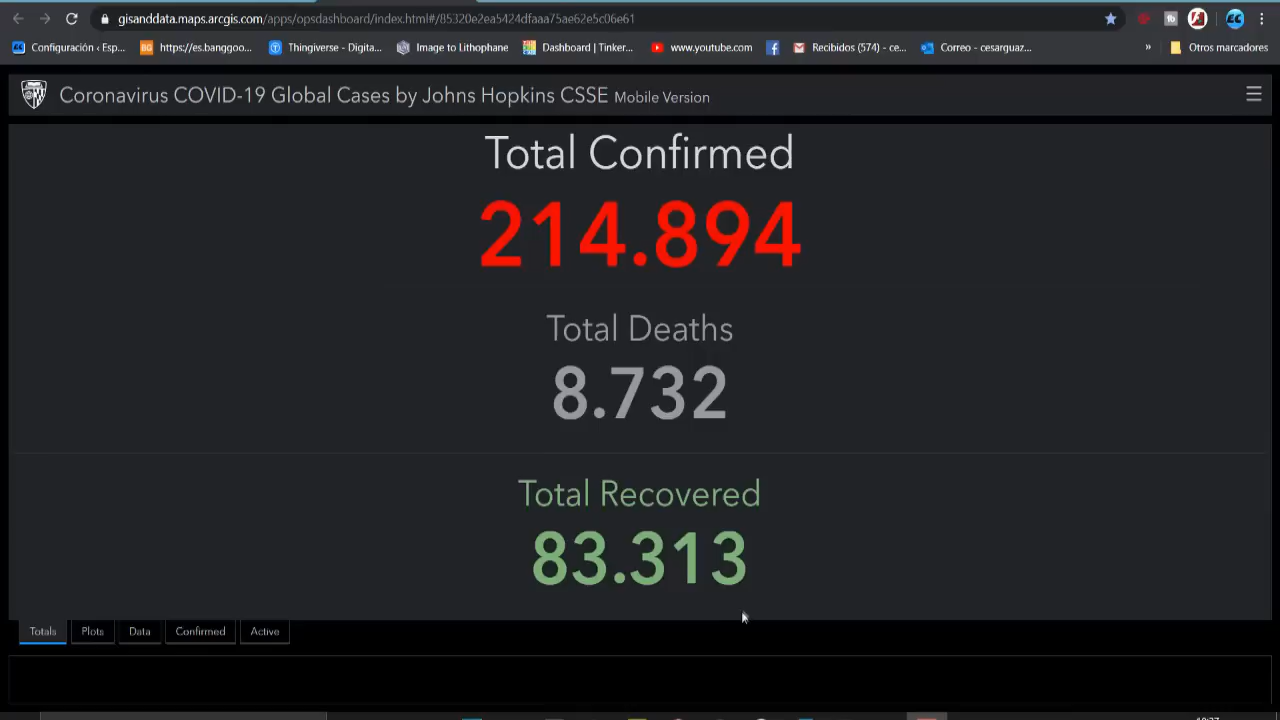 gisanddata.maps.arcgis.com/apps/opsdashboard/index.html#/85320e2ea5424dfaaa75ae62e5c06e61
Configuración ‹ Esp... BG https://es.banggoo... Thingiverse - Digita... Image to Lithophane Dashboard | Tinker... www.youtube.com Recibidos (574) - ce... Correo - cesarguaz... » Otros marcadores
Coronavirus COVID-19 Global Cases by Johns Hopkins CSSE Mobile Version
Total Confirmed
214.894
Total Deaths
8.732
Total Recovered
83.313
Totals Plots Data Confirmed Active